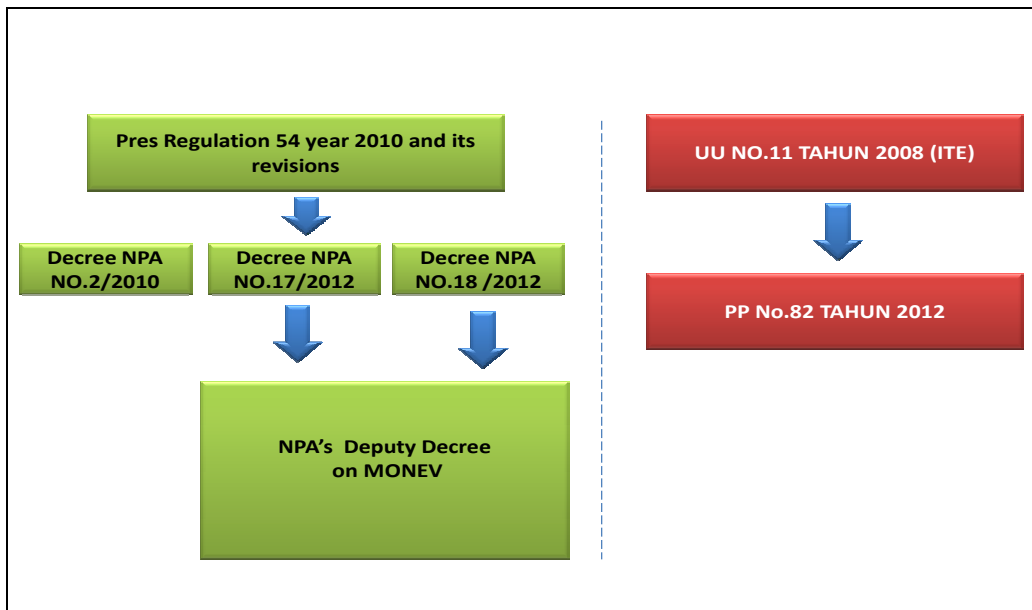 Pres Regulation 54 year 2010 and its
revisions
Decree NPA
NO.2/2010
Decree NPA
NO.17/2012
Decree NPA
NO.18 /2012
NPA’s  Deputy Decree
on MONEV
UU NO.11 TAHUN 2008 (ITE)
PP No.82 TAHUN 2012